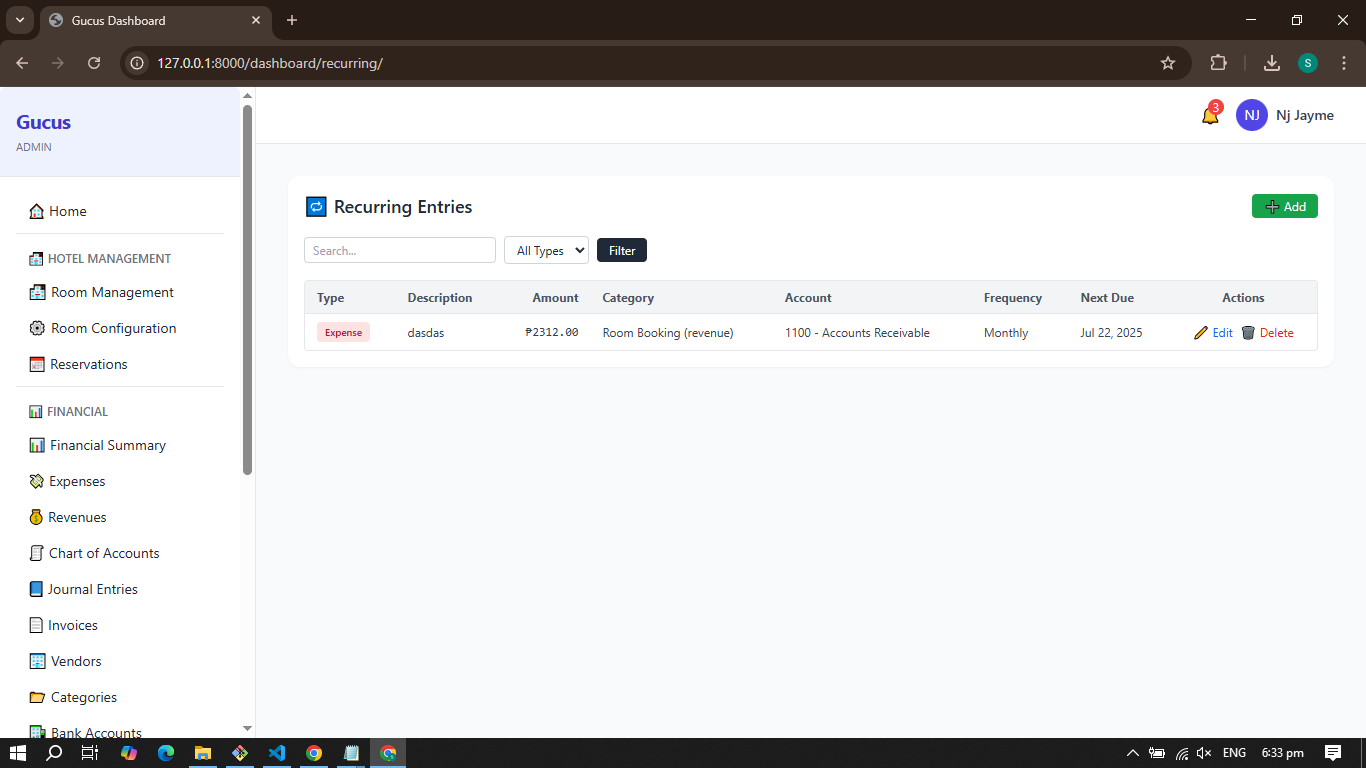 Gucus Dashboard
127.0.0.1:8000/dashboard/recurring/
S
Gucus
ADMIN
3
NJ
Nj Jayme
Home
HOTEL MANAGEMENT
Room Management
Room Configuration
Reservations
FINANCIAL
Financial Summary
Expenses
Revenues
Chart of Accounts
Journal Entries
Invoices
Vendors
Categories
Bank Accounts
Recurring Entries
Add
Search...
All Types
Filter
Type Description Amount Category Account Frequency Next Due Actions
Expense dasdas ₱2312.00 Room Booking (revenue) 1100 - Accounts Receivable Monthly Jul 22, 2025 Edit Delete
ENG
6:33 pm